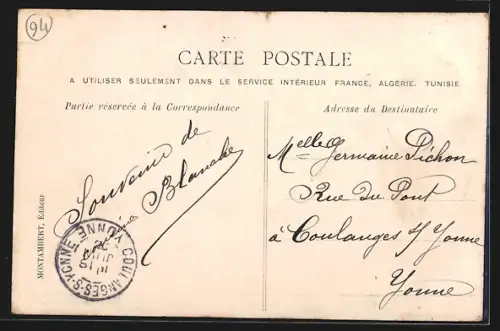 94
CARTE POSTALE
A UTILISER SEULEMENT DANS LE SERVICE INTÉRIEUR FRANCE, ALGÉRIE, TUNISIE
Partie réservée à la Correspondance
Adresse du Destinataire
Souvenir de
Blanche
Melle Germaine Pichon
Rue du Pont
à Coulanges s/ Yonne
Yonne
MONTAMBERT, Éditeur
COULANGES-S-YONNE
YONNE